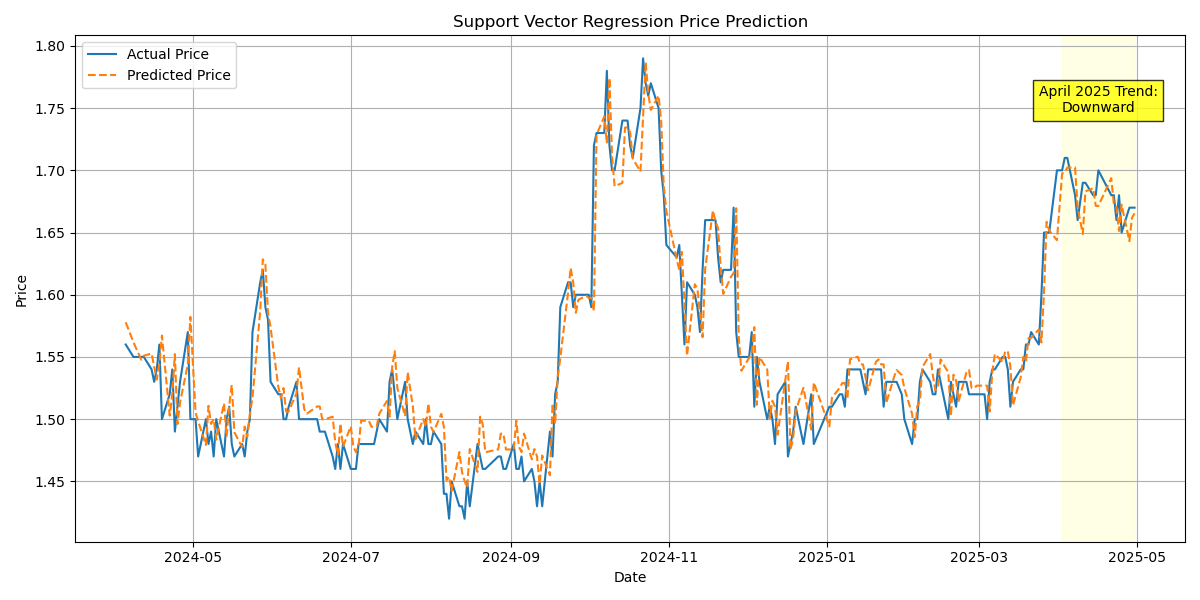 Support Vector Regression Price Prediction
Actual Price
Predicted Price
April 2025 Trend:
Downward
Price
1.80
1.75
1.70
1.65
1.60
1.55
1.50
1.45
2024-05
2024-07
2024-09
2024-11
2025-01
2025-03
2025-05
Date